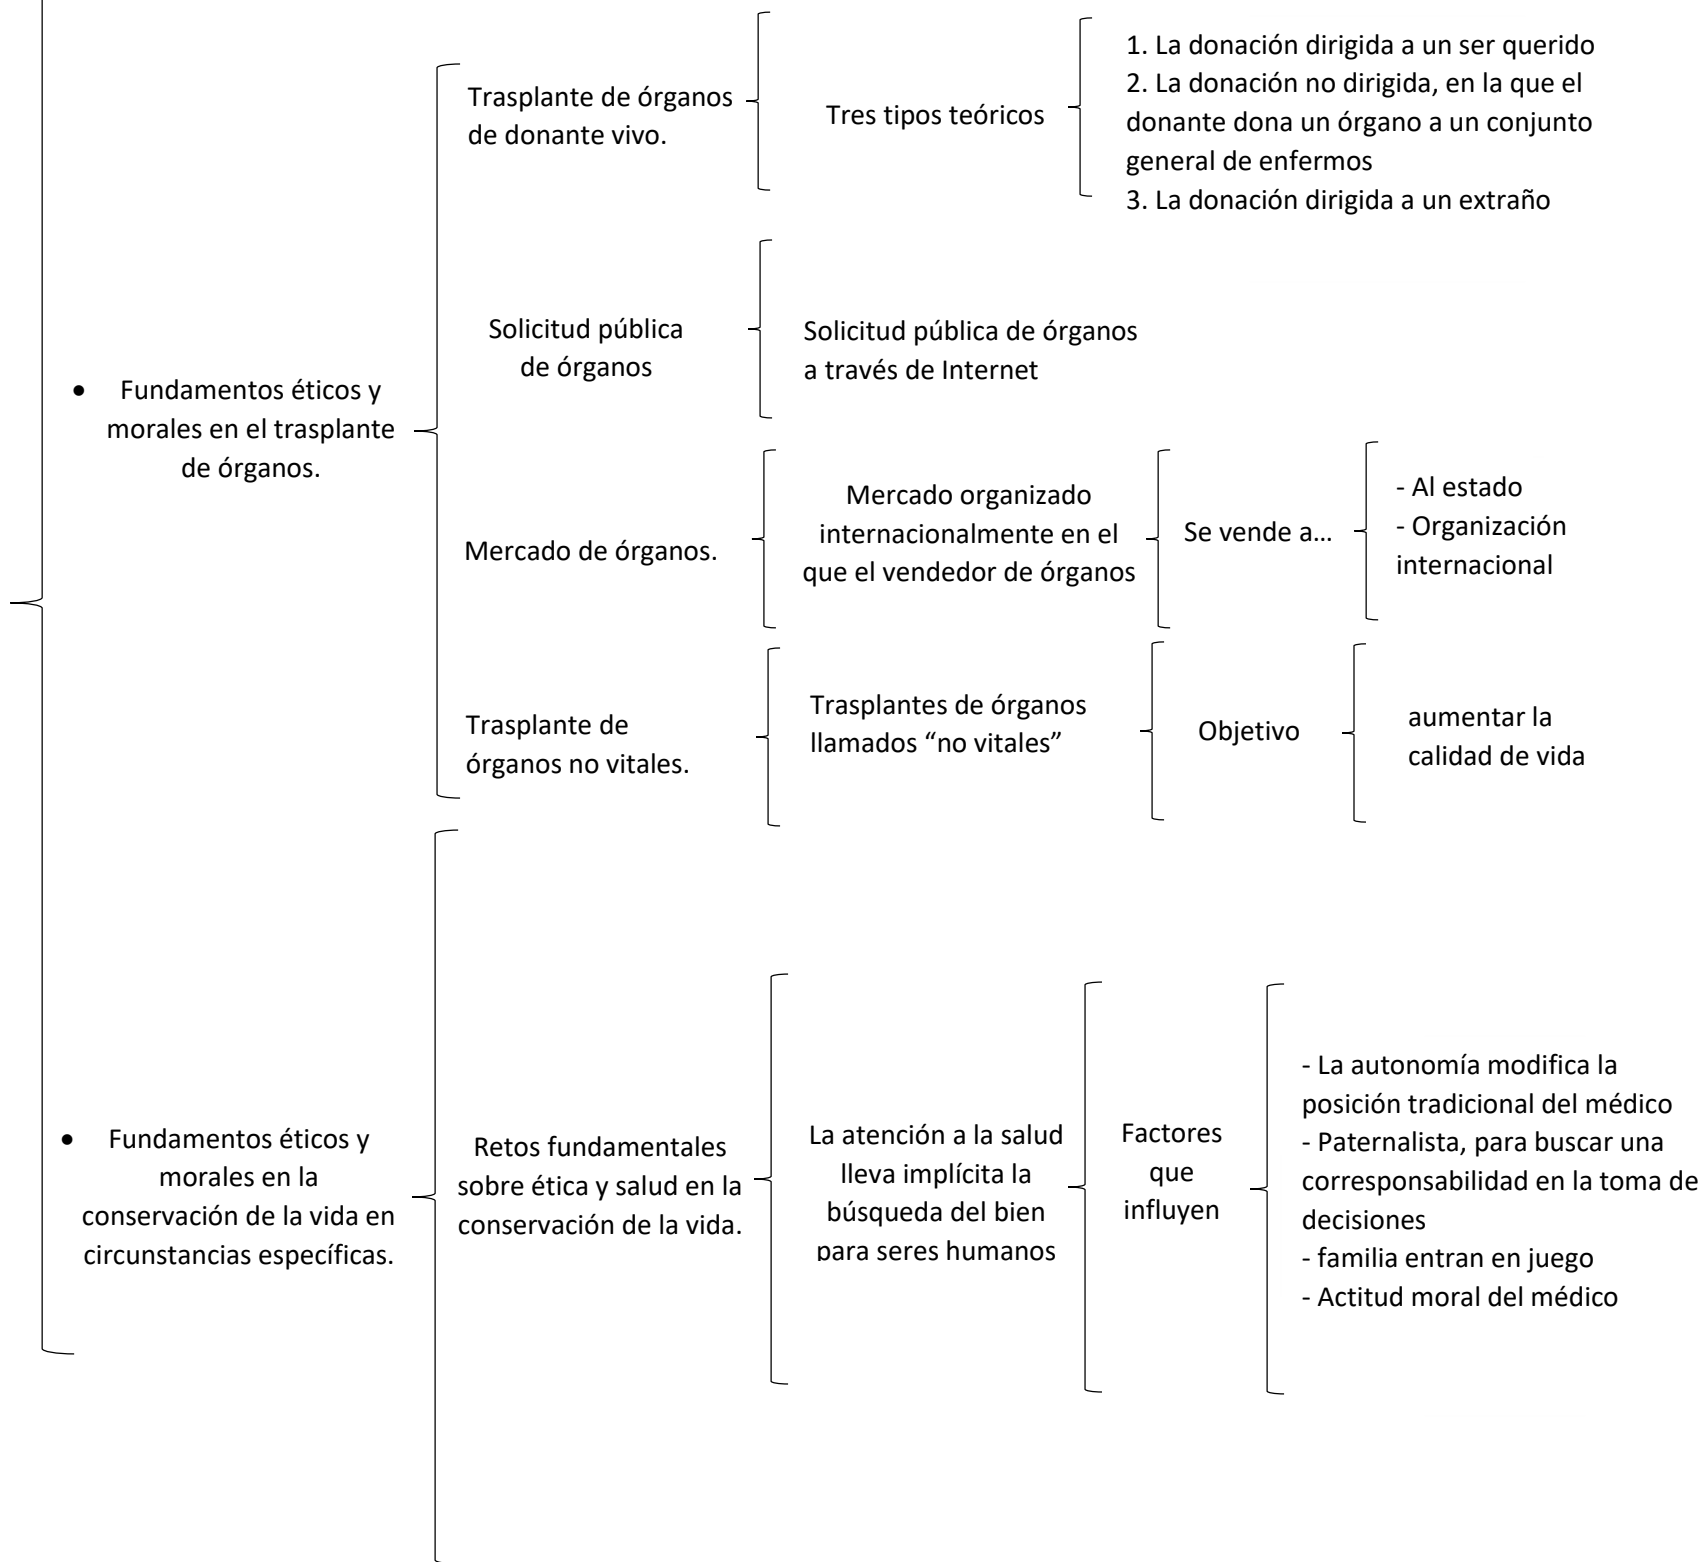 • Fundamentos éticos y
morales en el trasplante
de órganos.
Trasplante de órganos
de donante vivo.
Tres tipos teóricos
1. La donación dirigida a un ser querido
2. La donación no dirigida, en la que el
donante dona un órgano a un conjunto
general de enfermos
3. La donación dirigida a un extraño
Solicitud pública
de órganos
Solicitud pública de órganos
a través de Internet
Mercado de órganos.
Mercado organizado
internacionalmente en el
que el vendedor de órganos
Se vende a...
- Al estado
- Organización
internacional
Trasplante de
órganos no vitales.
Trasplantes de órganos
llamados “no vitales”
Objetivo
aumentar la
calidad de vida
• Fundamentos éticos y
morales en la
conservación de la vida en
circunstancias específicas.
Retos fundamentales
sobre ética y salud en la
conservación de la vida.
La atención a la salud
lleva implícita la
búsqueda del bien
para seres humanos
Factores
que
influyen
- La autonomía modifica la
posición tradicional del médico
- Paternalista, para buscar una
corresponsabilidad en la toma de
decisiones
- familia entran en juego
- Actitud moral del médico